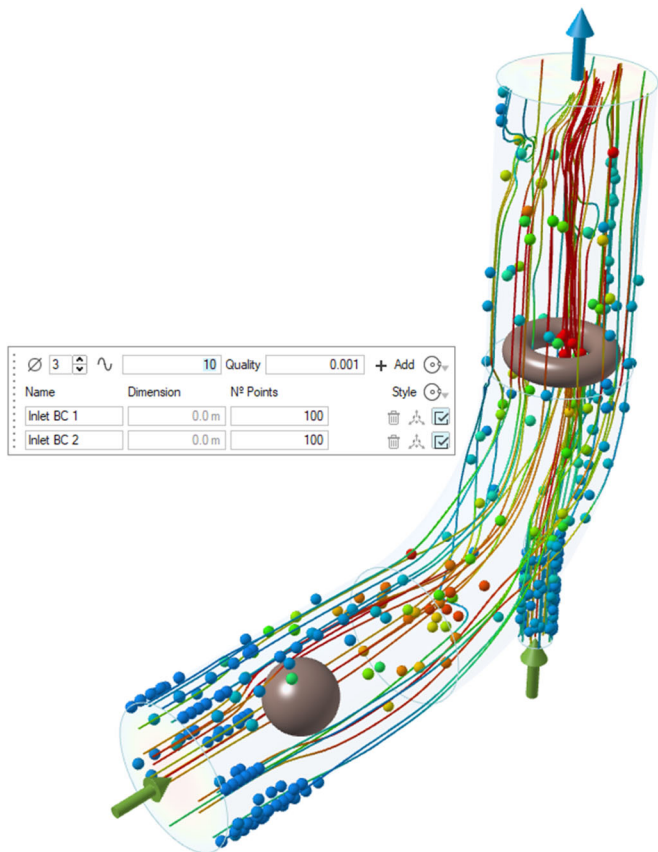 3 10 Quality 0.001 Add
Name Dimension Nº Points Style
Inlet BC 1 0.0 m 100
Inlet BC 2 0.0 m 100